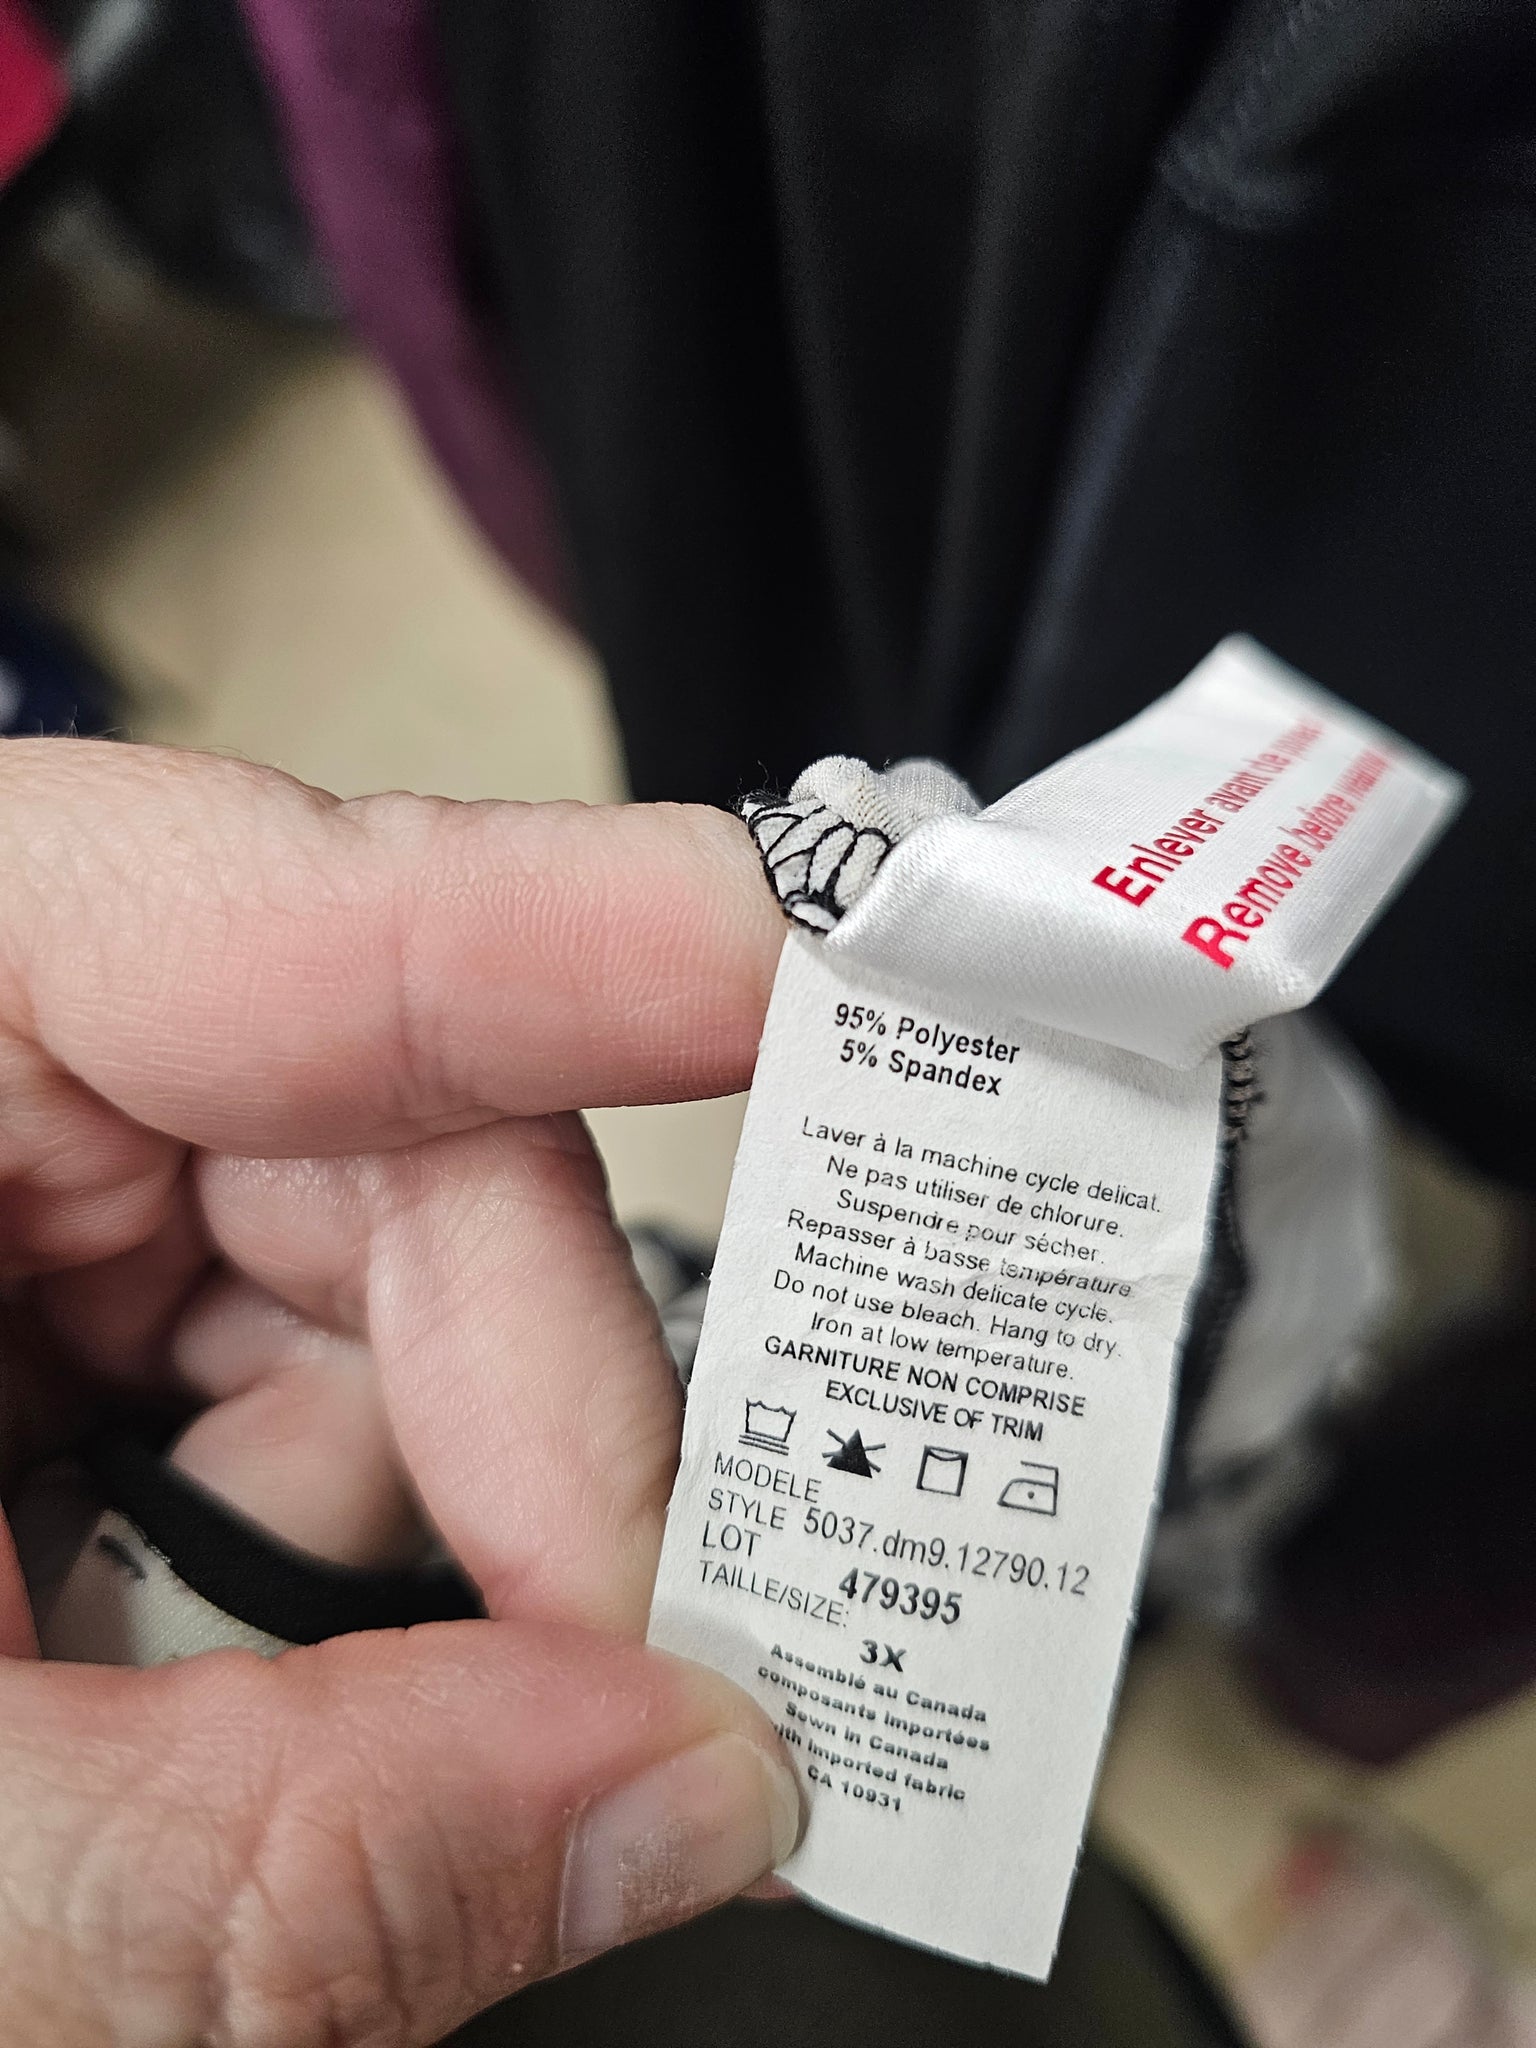 Enlever avant de
Remove before wearing
95% Polyester
5% Spandex
Laver à la machine cycle delicat.
Ne pas utiliser de chlorure.
Suspendre pour sécher.
Repasser à basse température.
Machine wash delicate cycle.
Do not use bleach. Hang to dry.
Iron at low temperature.
GARNITURE NON COMPRISE
EXCLUSIVE OF TRIM
MODELE
STYLE 5037.dm9.12790.12
LOT 479395
TAILLE/SIZE: 3X
Assemblé au Canada
composants importées
Sewn in Canada
with imported fabric
CA 10931